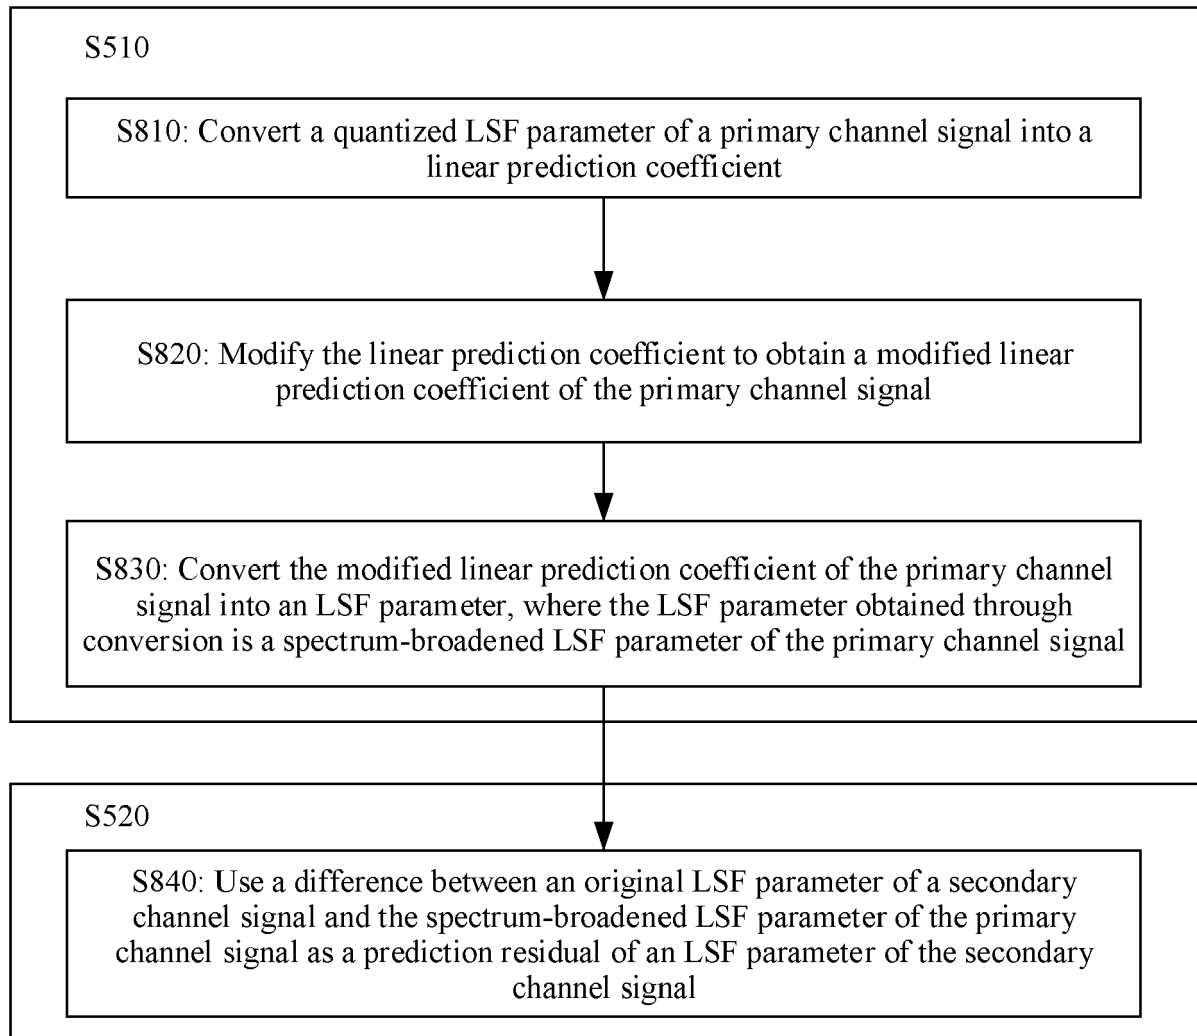 S510
S810: Convert a quantized LSF parameter of a primary channel signal into a
linear prediction coefficient
S820: Modify the linear prediction coefficient to obtain a modified linear
prediction coefficient of the primary channel signal
S830: Convert the modified linear prediction coefficient of the primary channel
signal into an LSF parameter, where the LSF parameter obtained through
conversion is a spectrum-broadened LSF parameter of the primary channel signal
S520
S840: Use a difference between an original LSF parameter of a secondary
channel signal and the spectrum-broadened LSF parameter of the primary
channel signal as a prediction residual of an LSF parameter of the secondary
channel signal